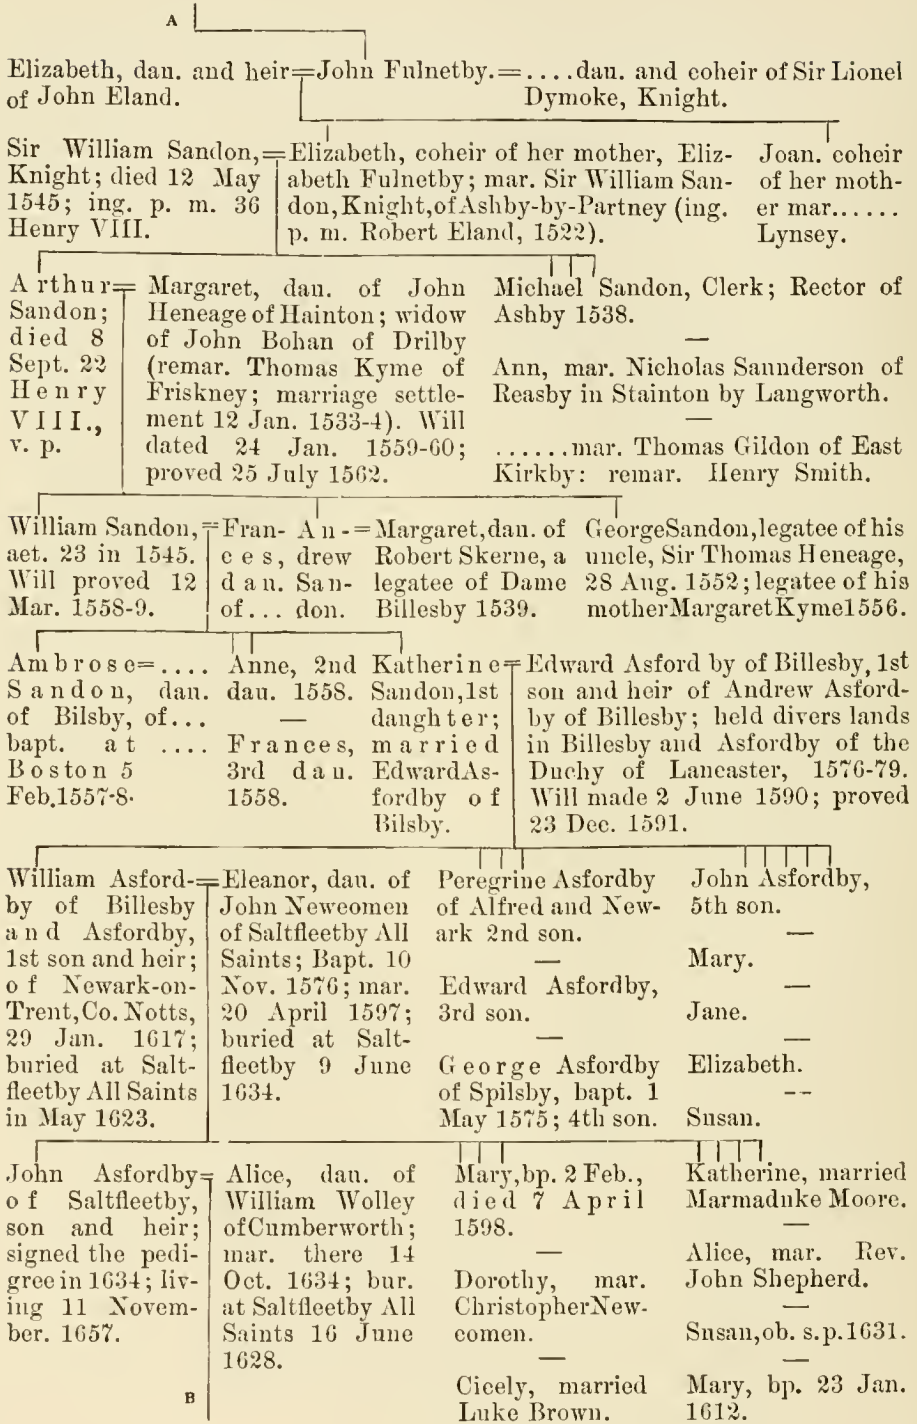 A
Elizabeth, dau. and heir=John Fulnetby.=....dau. and coheir of Sir Lionel
of John Eland.
Dymoke, Knight.
Sir William Sandon,=
Knight; died 12 May
1545; inq. p. m. 36
Henry VIII.
Elizabeth, coheir of her mother, Eliz-
abeth Fulnetby; mar. Sir William San-
don, Knight, of Ashby-by-Partney (inq.
p. m. Robert Eland, 1522).
Joan. coheir
of her moth-
er mar......
Lynsey.
Arthur=
Sandon;
died 8
Sept. 22
Henry
VIII.,
v. p.
Margaret, dau. of John
Heneage of Hainton; widow
of John Bohan of Drilby
(remar. Thomas Kyme of
Friskney; marriage settle-
ment 12 Jan. 1533-4). Will
dated 24 Jan. 1559-60;
proved 25 July 1562.
Michael Sandon, Clerk; Rector of
Ashby 1538.
—
Ann, mar. Nicholas Saunderson of
Reasby in Stainton by Langworth.
—
......mar. Thomas Gildon of East
Kirkby: remar. Henry Smith.
William Sandon,=
aet. 23 in 1545.
Will proved 12
Mar. 1558-9.
Fran-
ces,
dau.
of...
An-=
drew
San-
don.
Margaret, dau. of
Robert Skerne, a
legatee of Dame
Billesby 1539.
George Sandon, legatee of his
uncle, Sir Thomas Heneage,
28 Aug. 1552; legatee of his
mother Margaret Kyme 1556.
Ambrose=....
Sandon, dau.
of Bilsby, of...
bapt. at ....
Boston 5
Feb. 1557-8.
Anne, 2nd
dau. 1558.
—
Frances,
3rd dau.
1558.
Katherine=
Sandon, 1st
daughter;
married
Edward As-
fordby of
Bilsby.
Edward Asford by of Billesby, 1st
son and heir of Andrew Asford-
by of Billesby; held divers lands
in Billesby and Asfordby of the
Duchy of Lancaster, 1576-79.
Will made 2 June 1590; proved
23 Dec. 1591.
William Asford-=
by of Billesby
and Asfordby,
1st son and heir;
of Newark-on-
Trent, Co. Notts,
29 Jan. 1617;
buried at Salt-
fleetby All Saints
in May 1623.
Eleanor, dau. of
John Neweomen
of Saltfleetby All
Saints; Bapt. 10
Nov. 1576; mar.
20 April 1597;
buried at Salt-
fleetby 9 June
1634.
Peregrine Asfordby
of Alfred and New-
ark 2nd son.
—
Edward Asfordby,
3rd son.
—
George Asfordby
of Spilsby, bapt. 1
May 1575; 4th son.
John Asfordby,
5th son.
—
Mary.
—
Jane.
—
Elizabeth.
—
Susan.
John Asfordby=
of Saltfleetby,
son and heir;
signed the pedi-
gree in 1634; liv-
ing 11 Novem-
ber. 1657.
Alice, dau. of
William Wolley
of Cumberworth;
mar. there 14
Oct. 1634; bur.
at Saltfleetby All
Saints 16 June
1628.
Mary, bp. 2 Feb.,
died 7 April
1598.
—
Dorothy, mar.
Christopher New-
comen.
—
Cicely, married
Luke Brown.
Katherine, married
Marmaduke Moore.
—
Alice, mar. Rev.
John Shepherd.
—
Susan, ob. s.p. 1631.
—
Mary, bp. 23 Jan.
1612.
B